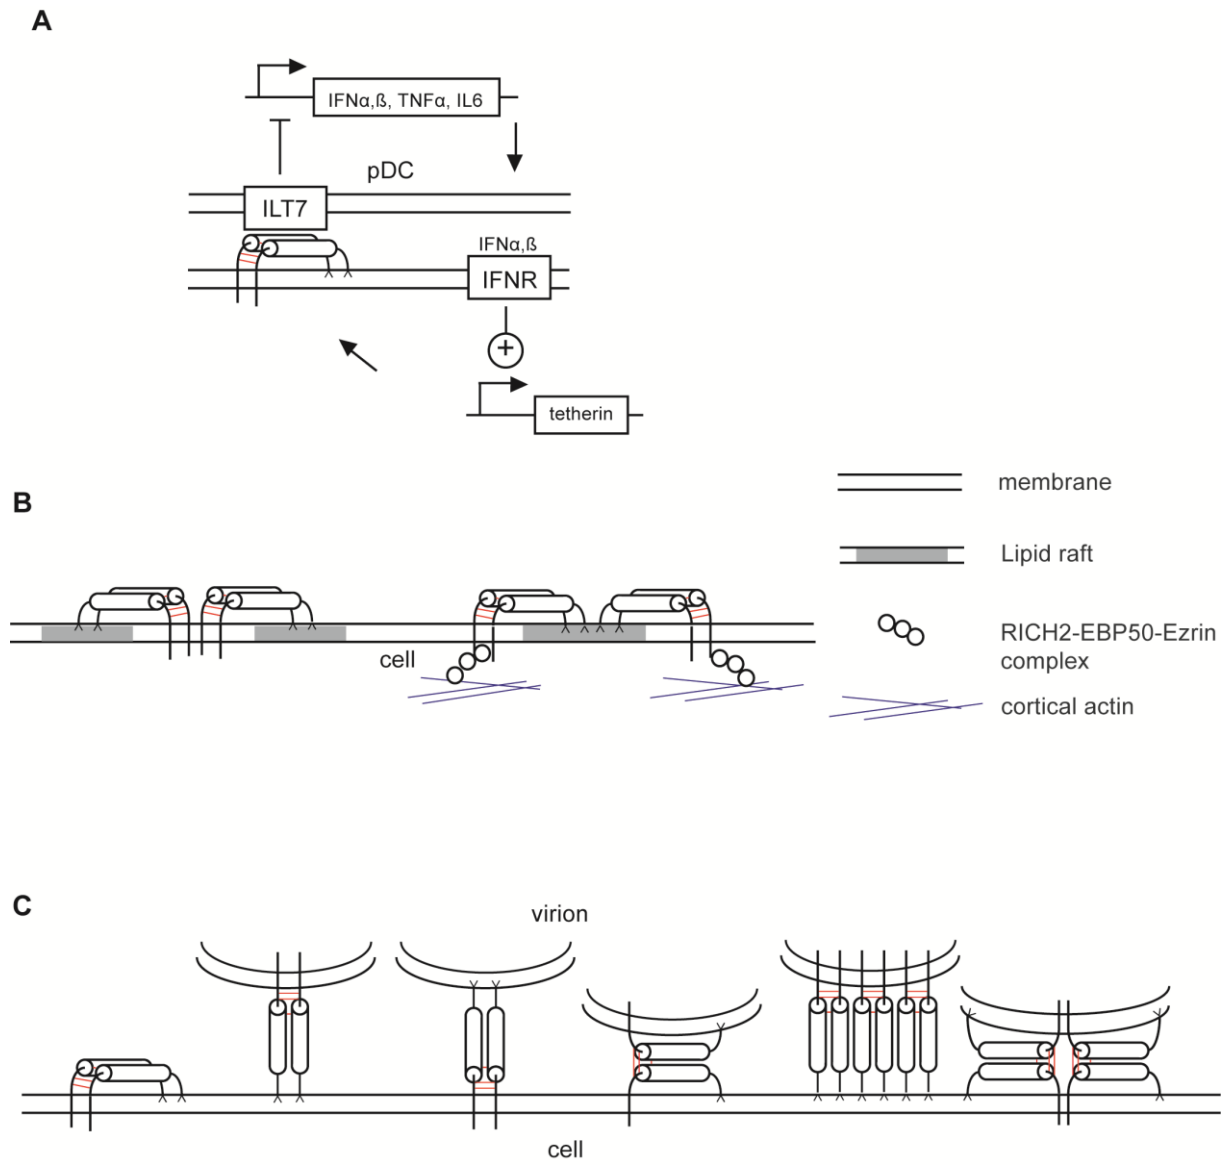 A
IFNα,ß, TNFα, IL6
pDC
ILT7
IFNα,ß
IFNR
+
tetherin
membrane
B
Lipid raft
RICH2-EBP50-Ezrin
complex
cell
cortical actin
C
virion
cell